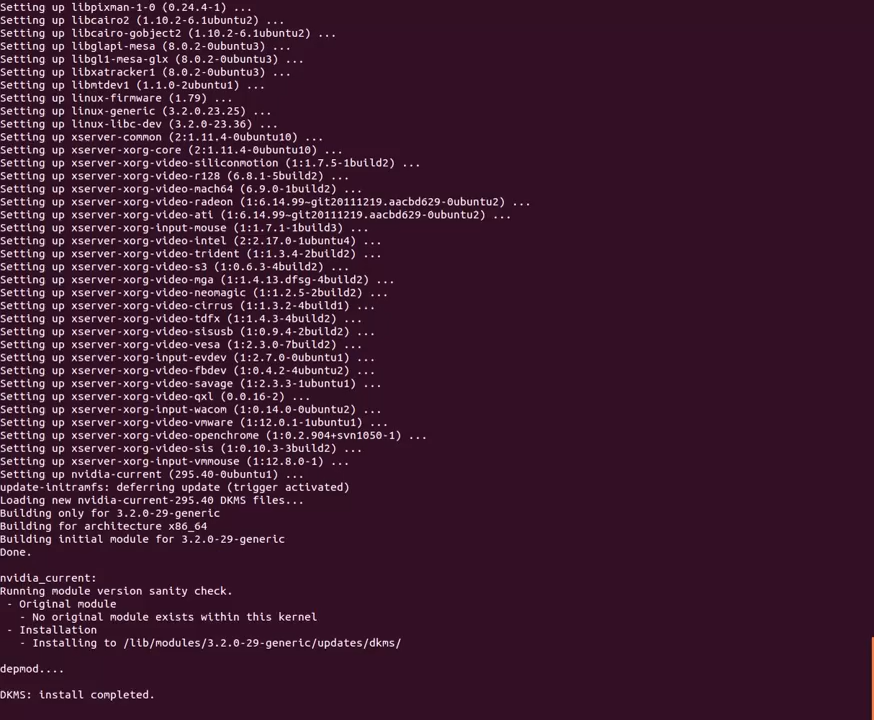 Setting up libpixman-1-0 (0.24.4-1) ...
Setting up libcairo2 (1.10.2-6.1ubuntu2) ...
Setting up libcairo-gobject2 (1.10.2-6.1ubuntu2) ...
Setting up libglapi-mesa (8.0.2-0ubuntu3) ...
Setting up libgl1-mesa-glx (8.0.2-0ubuntu3) ...
Setting up libxatracker1 (8.0.2-0ubuntu3) ...
Setting up libmtdev1 (1.1.0-2ubuntu1) ...
Setting up linux-firmware (1.79) ...
Setting up linux-generic (3.2.0.23.25) ...
Setting up linux-libc-dev (3.2.0-23.36) ...
Setting up xserver-common (2:1.11.4-0ubuntu10) ...
Setting up xserver-xorg-core (2:1.11.4-0ubuntu10) ...
Setting up xserver-xorg-video-siliconmotion (1:1.7.5-1build2) ...
Setting up xserver-xorg-video-r128 (6.8.1-5build2) ...
Setting up xserver-xorg-video-mach64 (6.9.0-1build2) ...
Setting up xserver-xorg-video-radeon (1:6.14.99~git20111219.aacbd629-0ubuntu2) ...
Setting up xserver-xorg-video-ati (1:6.14.99~git20111219.aacbd629-0ubuntu2) ...
Setting up xserver-xorg-input-mouse (1:1.7.1-1build3) ...
Setting up xserver-xorg-video-intel (2:2.17.0-1ubuntu4) ...
Setting up xserver-xorg-video-trident (1:1.3.4-2build2) ...
Setting up xserver-xorg-video-s3 (1:0.6.3-4build2) ...
Setting up xserver-xorg-video-mga (1:1.4.13.dfsg-4build2) ...
Setting up xserver-xorg-video-neomagic (1:1.2.5-2build2) ...
Setting up xserver-xorg-video-cirrus (1:1.3.2-4build1) ...
Setting up xserver-xorg-video-tdfx (1:1.4.3-4build2) ...
Setting up xserver-xorg-video-sisusb (1:0.9.4-2build2) ...
Setting up xserver-xorg-video-vesa (1:2.3.0-7build2) ...
Setting up xserver-xorg-input-evdev (1:2.7.0-0ubuntu1) ...
Setting up xserver-xorg-video-fbdev (1:0.4.2-4ubuntu2) ...
Setting up xserver-xorg-video-savage (1:2.3.3-1ubuntu1) ...
Setting up xserver-xorg-video-qxl (0.0.16-2) ...
Setting up xserver-xorg-input-wacom (1:0.14.0-0ubuntu2) ...
Setting up xserver-xorg-video-vmware (1:12.0.1-1ubuntu1) ...
Setting up xserver-xorg-video-openchrome (1:0.2.904+svn1050-1) ...
Setting up xserver-xorg-video-sis (1:0.10.3-3build2) ...
Setting up xserver-xorg-input-vmmouse (1:12.8.0-1) ...
Setting up nvidia-current (295.40-0ubuntu1) ...
update-initramfs: deferring update (trigger activated)
Loading new nvidia-current-295.40 DKMS files...
Building only for 3.2.0-29-generic
Building for architecture x86_64
Building initial module for 3.2.0-29-generic
Done.
nvidia_current:
Running module version sanity check.
- Original module
- No original module exists within this kernel
- Installation
- Installing to /lib/modules/3.2.0-29-generic/updates/dkms/
depmod....
DKMS: install completed.